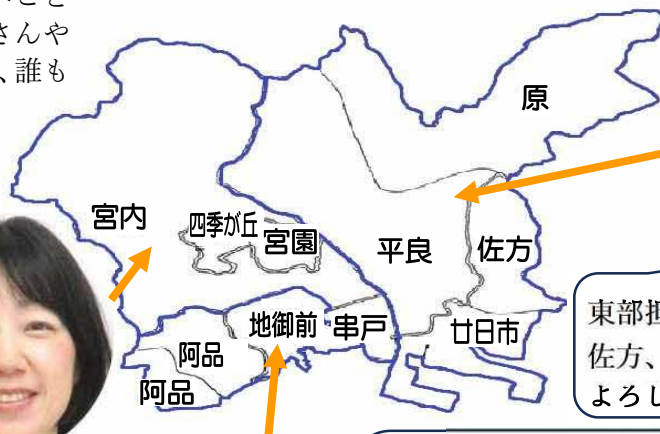 さんや
、誰も
原
宮内
四季が丘
宮園
平良
佐方
地御前
串戸
廿日市
阿品
阿品
東部担
佐方、
よろし